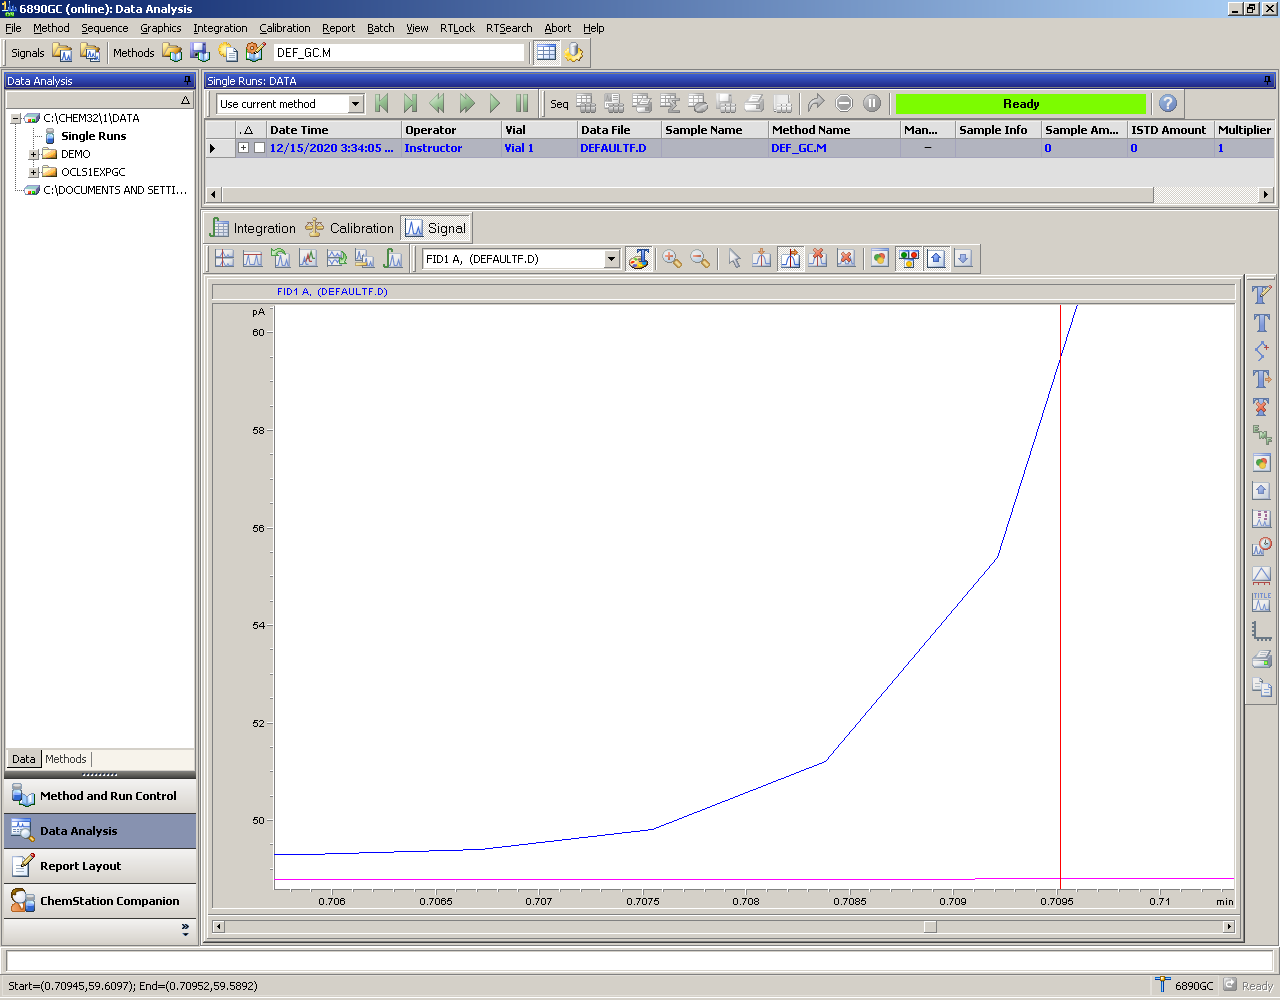 6890GC (online): Data Analysis
File Method Sequence Graphics Integration Calibration Report Batch View RTLock RTSearch Abort Help
Signals Methods DEF_GC.M
Data Analysis
C:\CHEM32\1\DATA
Single Runs
DEMO
OCLS1EXPGC
C:\DOCUMENTS AND SETTI...
Data Methods
Method and Run Control
Data Analysis
Report Layout
ChemStation Companion
Single Runs: DATA
Use current method Seq Ready
Date Time Operator Vial Data File Sample Name Method Name Man... Sample Info Sample Am... ISTD Amount Multiplier
12/15/2020 3:34:05 ... Instructor Vial 1 DEFAULTF.D DEF_GC.M – 0 0 1
Integration Calibration Signal
FID1 A, (DEFAULTF.D)
FID1 A, (DEFAULTF.D)
pA
60
58
56
54
52
50
0.706 0.7065 0.707 0.7075 0.708 0.7085 0.709 0.7095 0.71 min
TITLE
Start=(0.70945,59.6097); End=(0.70952,59.5892)
6890GC Ready